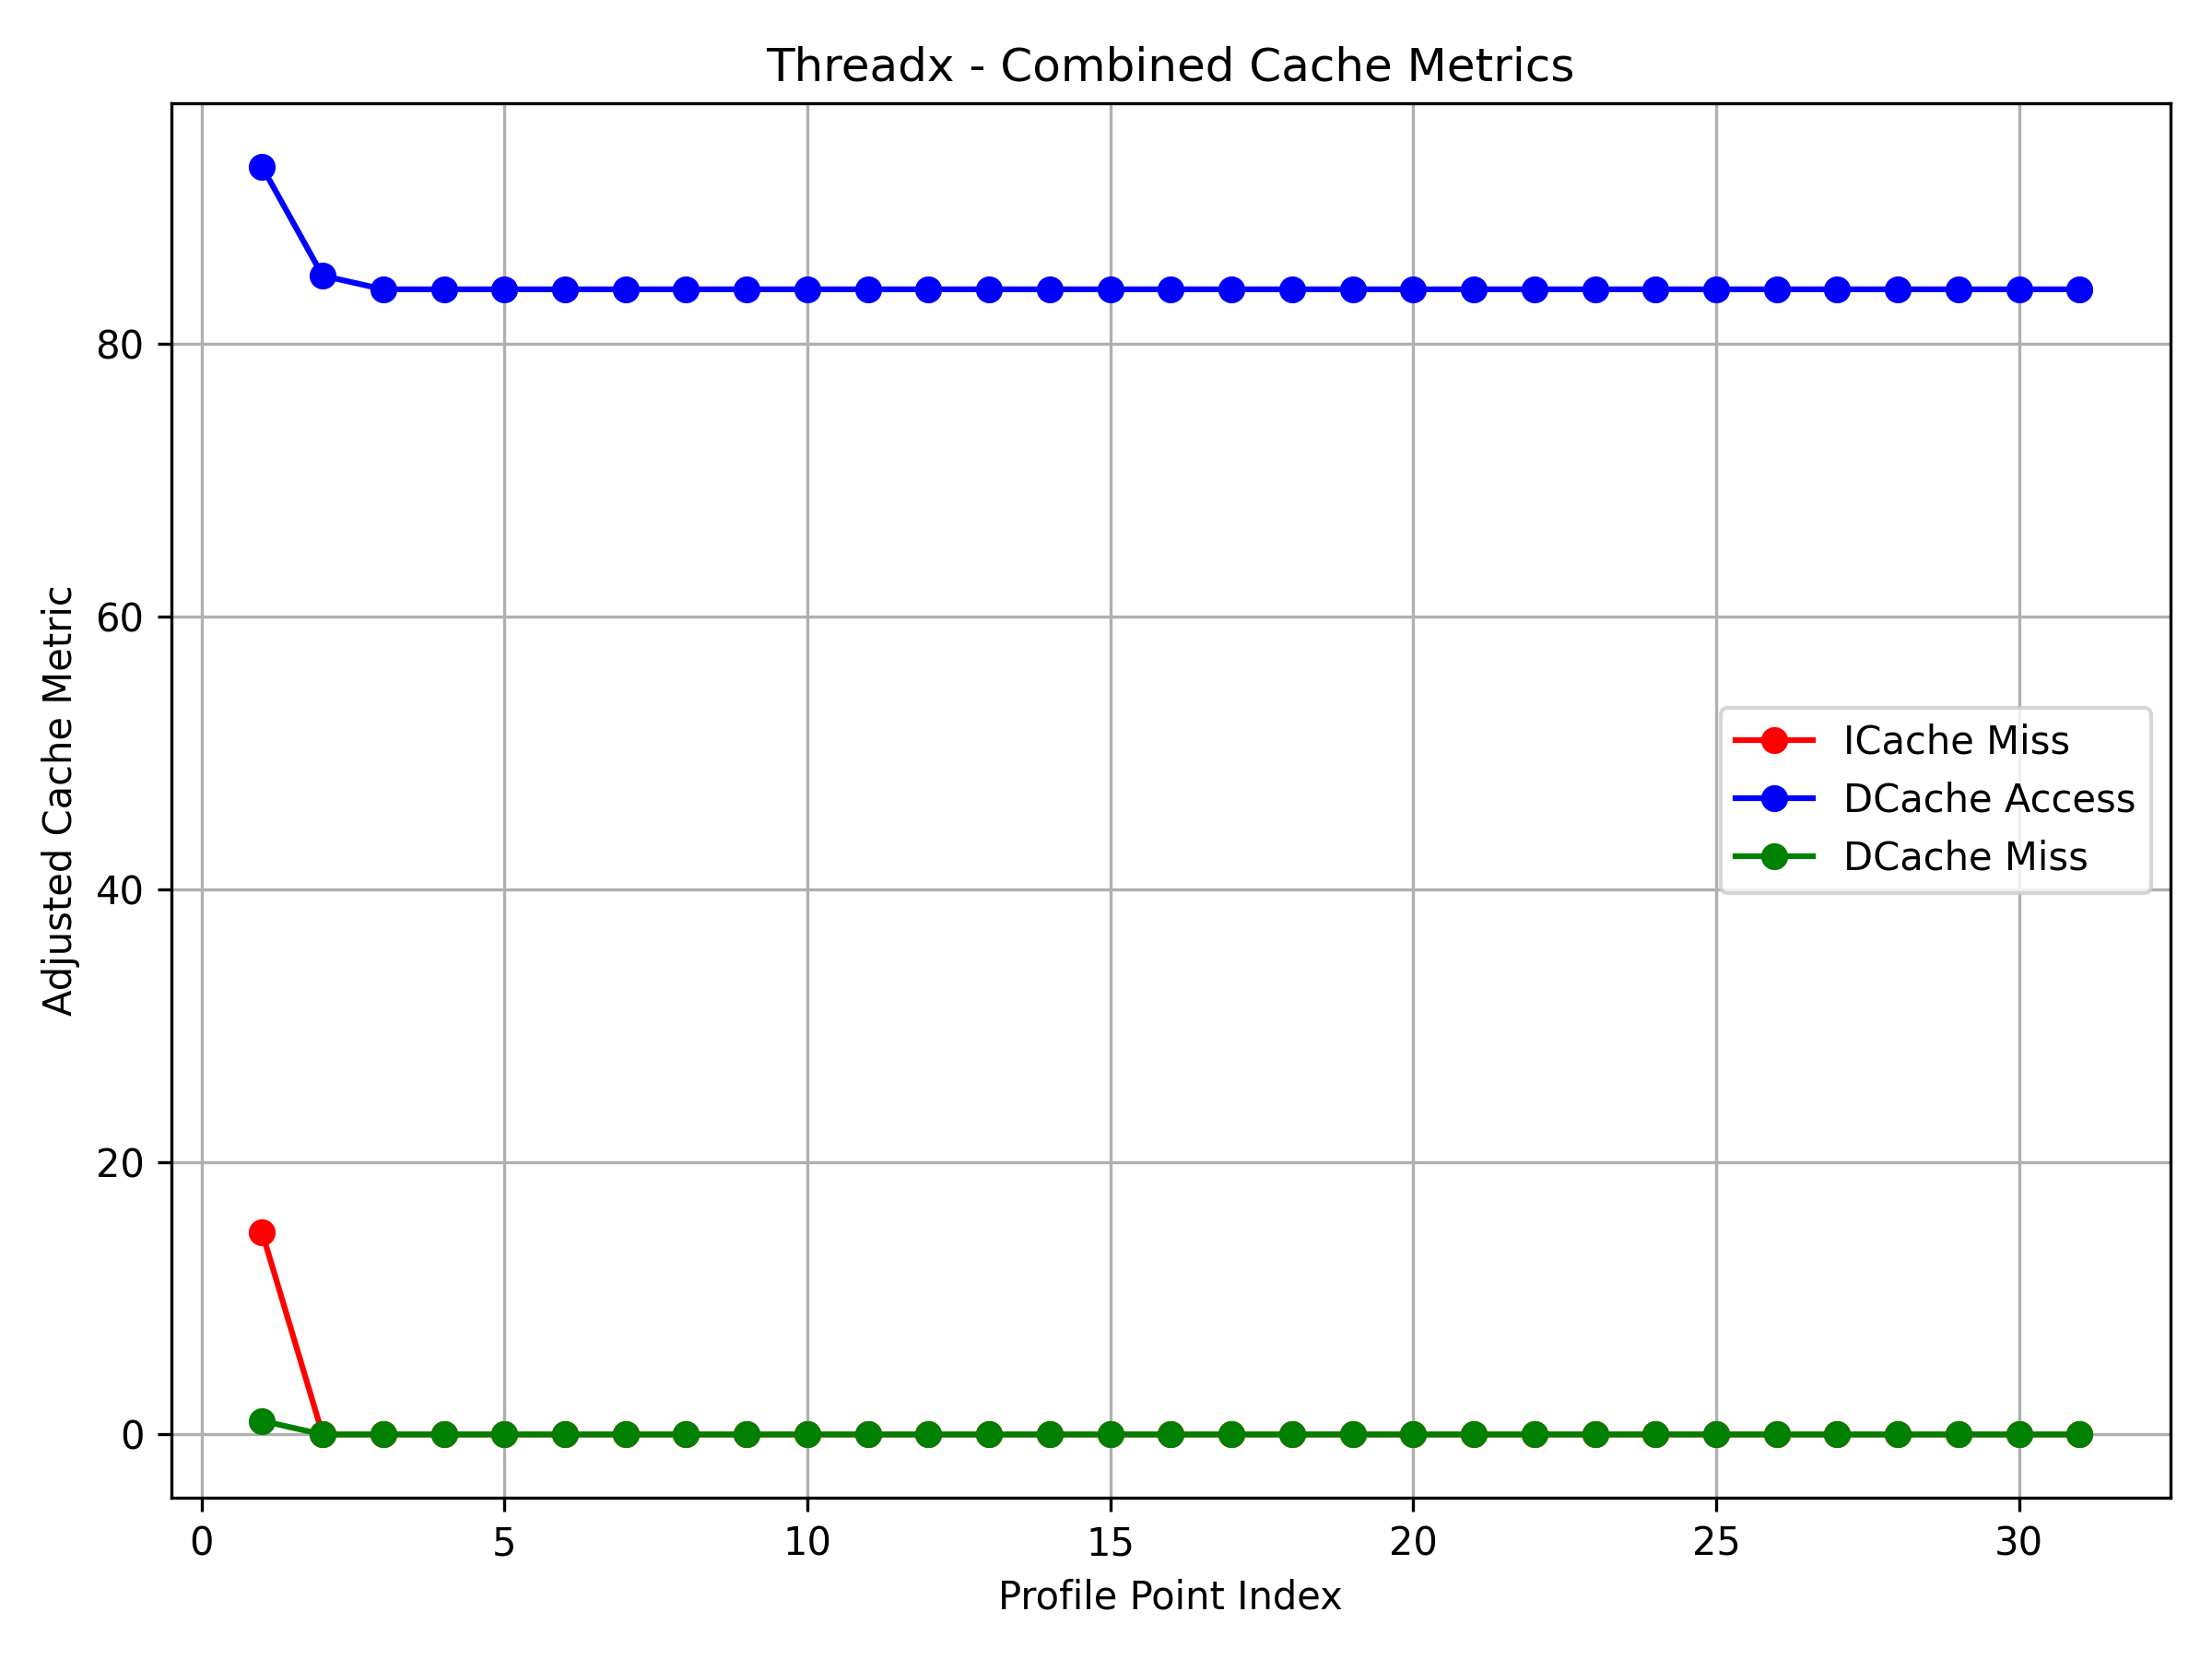 Threadx - Combined Cache Metrics
Adjusted Cache Metric
80
60
40
20
0
ICache Miss
DCache Access
DCache Miss
0 5 10 15 20 25 30
Profile Point Index